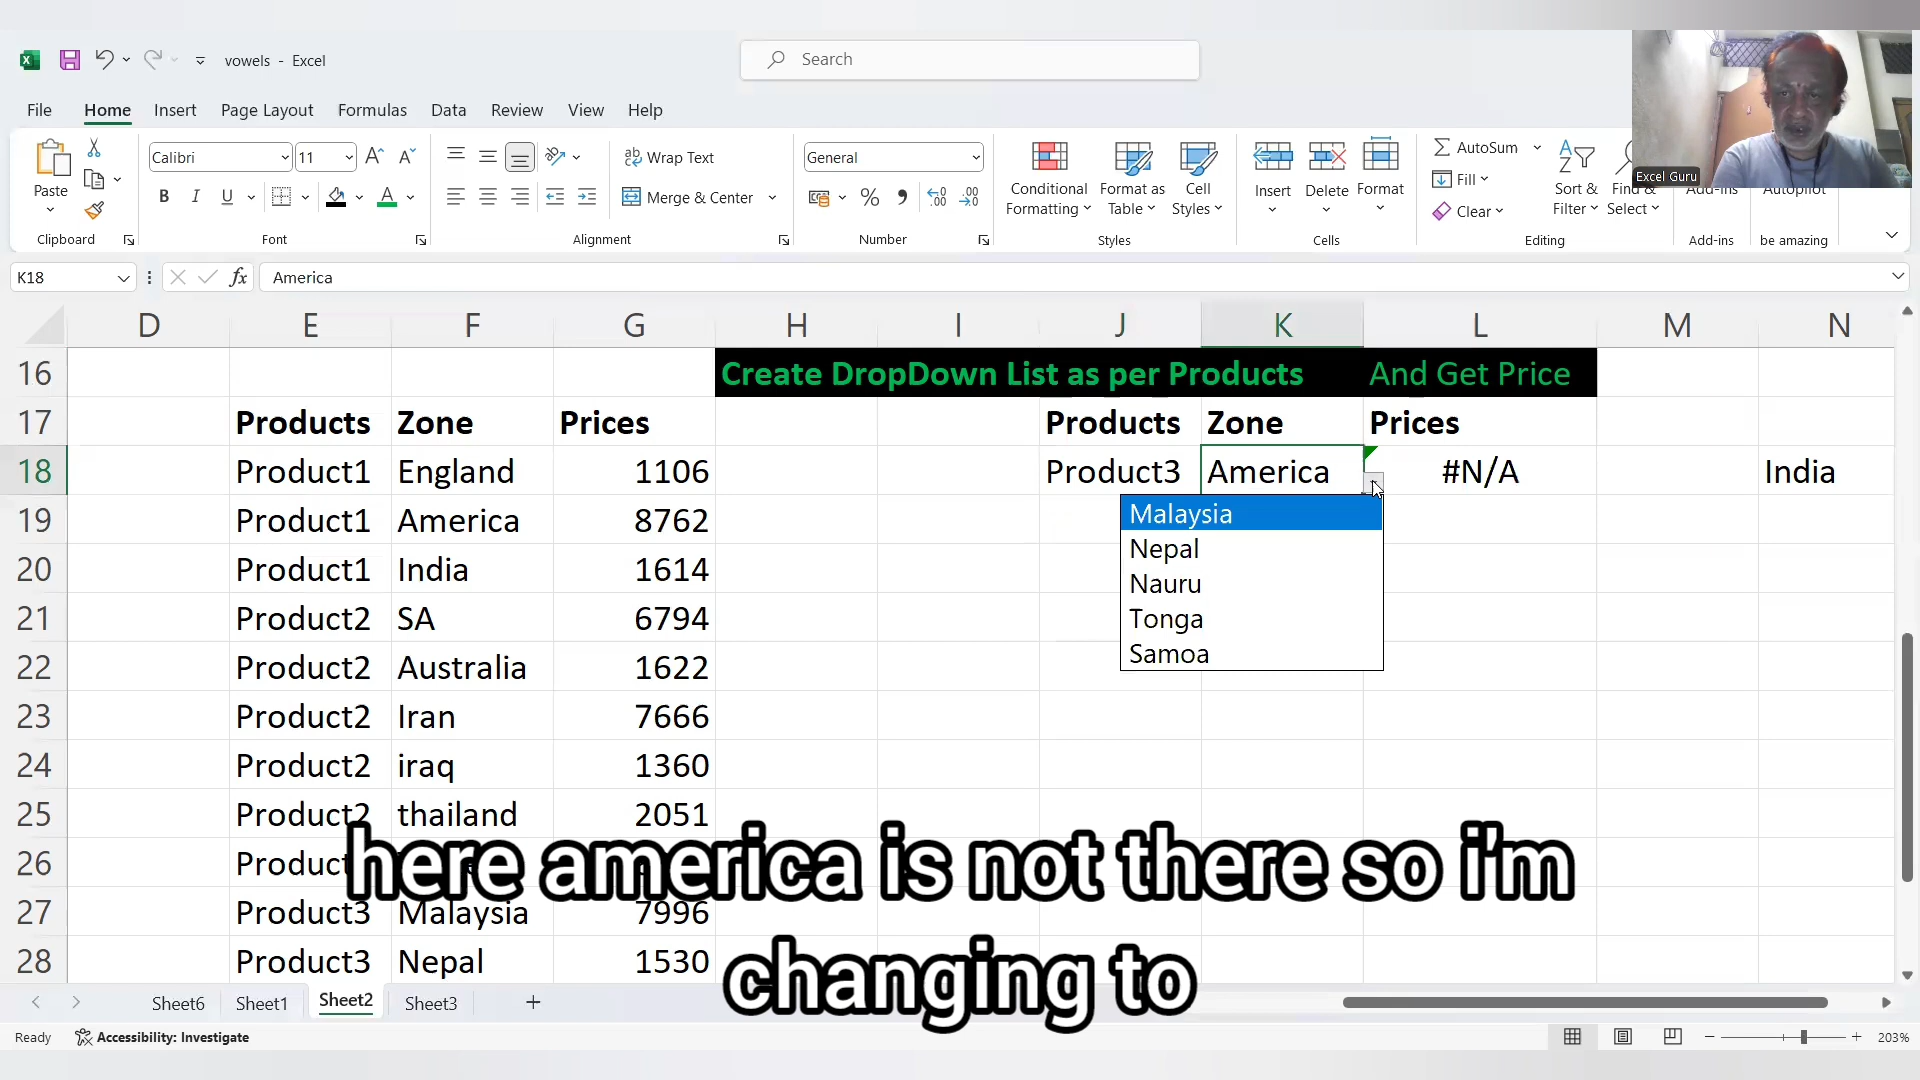 vowels - Excel
Search
File Home Insert Page Layout Formulas Data Review View Help
Paste
Clipboard
Calibri 11
B I U
Font
Wrap Text
Merge & Center
Alignment
General
Number
Conditional Formatting
Format as Table
Cell Styles
Styles
Insert Delete Format
Cells
AutoSum
Fill
Clear
Sort & Filter
Find & Select
Editing
Add-ins
Add-ins
Autopilot
be amazing
Excel Guru
K18 fx America
D E F G H I J K L M N
16 Create DropDown List as per Products And Get Price
17 Products Zone Prices Products Zone Prices
18 Product1 England 1106 Product3 America #N/A India
19 Product1 America 8762
20 Product1 India 1614
21 Product2 SA 6794
22 Product2 Australia 1622
23 Product2 Iran 7666
24 Product2 iraq 1360
25 Product2 thailand 2051
26
27 Product3 Malaysia 7996
28 Product3 Nepal 1530
Malaysia
Nepal
Nauru
Tonga
Samoa
here america is not there so i'm
changing to
Sheet6 Sheet1 Sheet2 Sheet3
Ready Accessibility: Investigate 203%